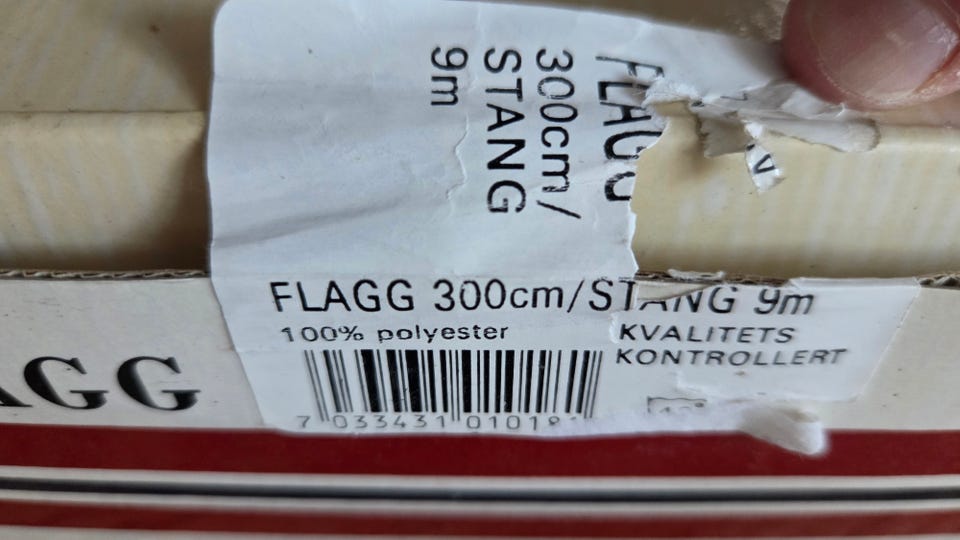 FLAGG
300cm/
STANG
9m
FLAGG 300cm/STANG 9m
100% polyester
KVALITETS
KONTROLLERT
AGG